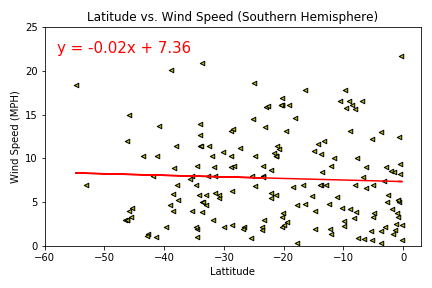 Latitude vs. Wind Speed (Southern Hemisphere)
y = -0.02x + 7.36
25
20
15
10
5
0
Wind Speed (MPH)
−60 −50 −40 −30 −20 −10 0
Lattitude